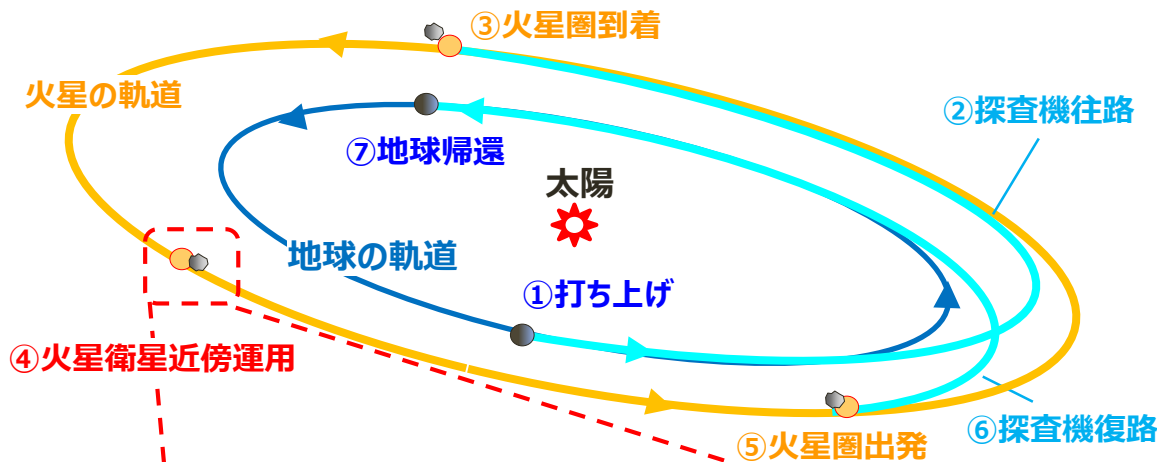 ③火星圏到着
火星の軌道
②探査機往路
⑦地球帰還
太陽
地球の軌道
①打ち上げ
④火星衛星近傍運用
⑥探査機復路
⑤火星圏出発